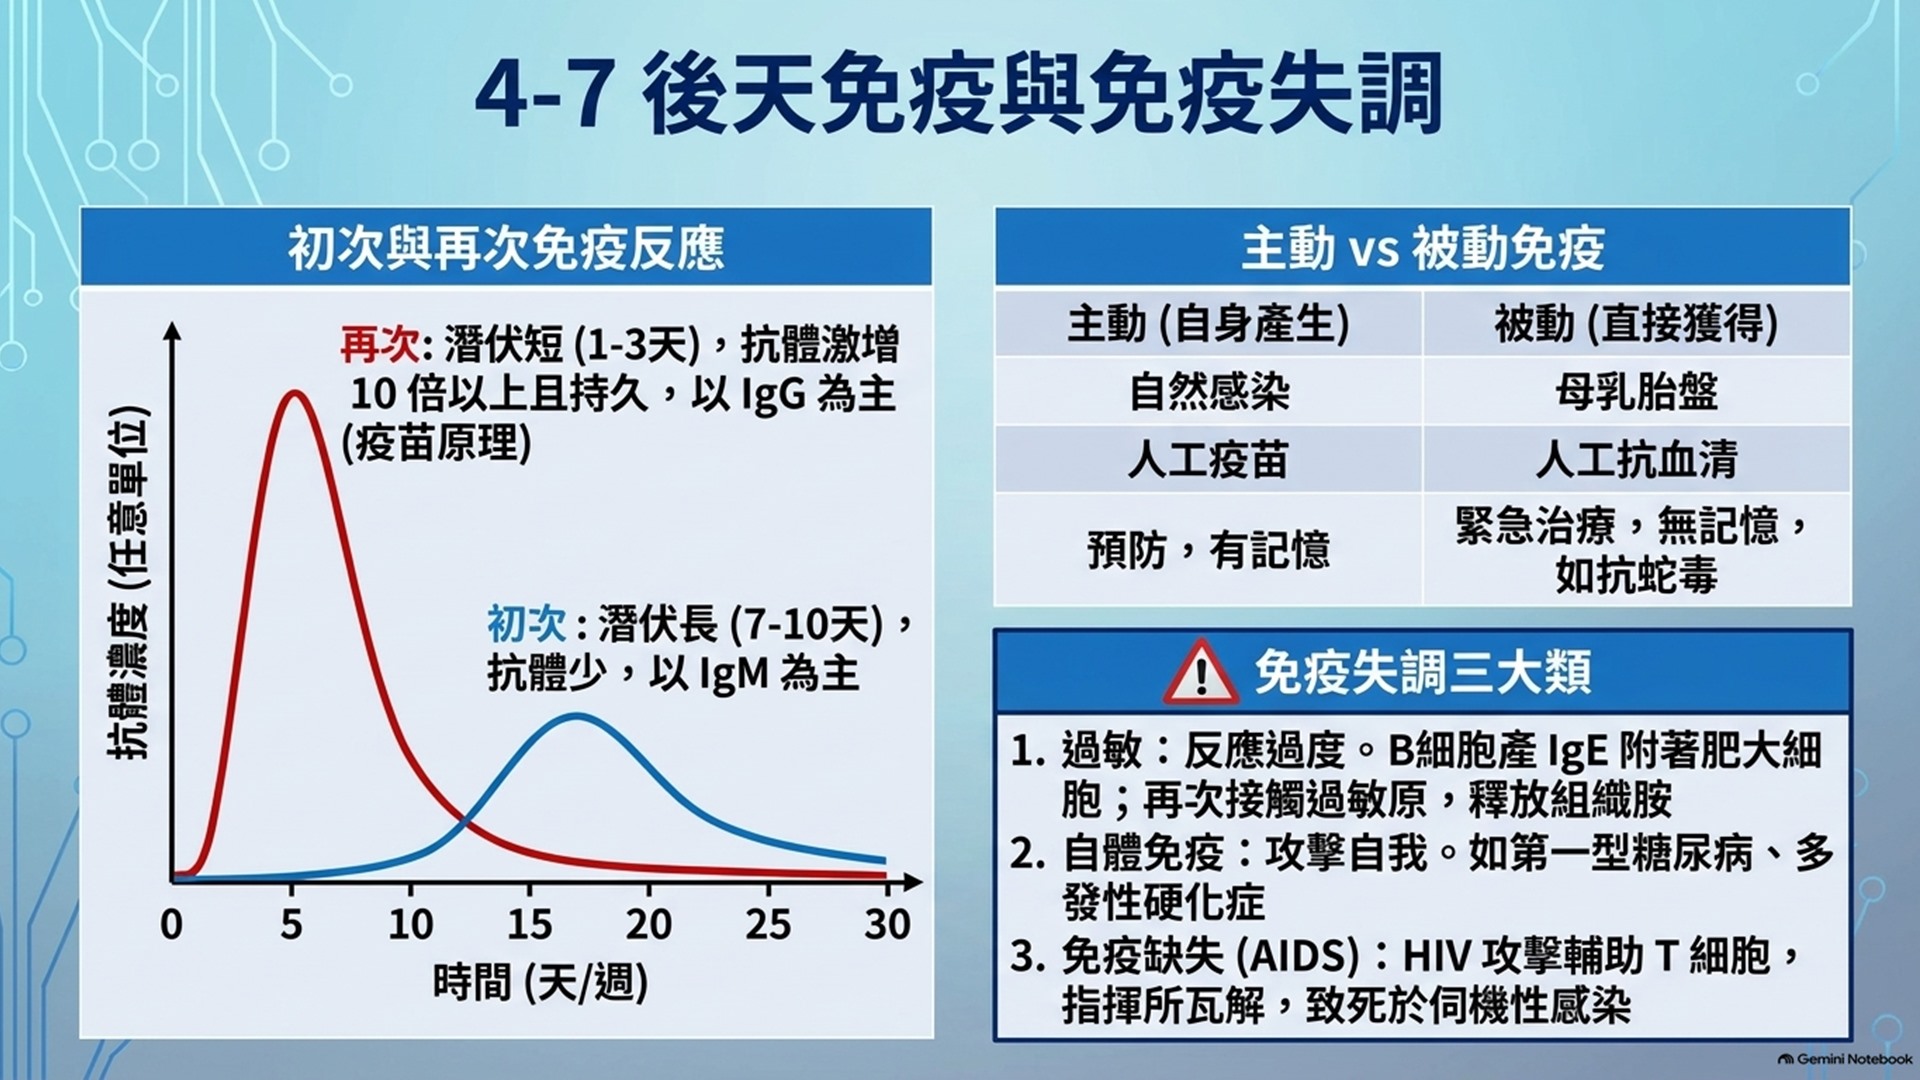 4-7 後天免疫與免疫失調
初次與再次免疫反應
再次: 潛伏短 (1-3天)，抗體激增
10 倍以上且持久，以 IgG 為主
(疫苗原理)
初次 : 潛伏長 (7-10天)，
抗體少，以 IgM 為主
抗體濃度 (任意單位)
0 5 10 15 20 25 30
時間 (天/週)
主動 vs 被動免疫
主動 (自身產生) 被動 (直接獲得)
自然感染 母乳胎盤
人工疫苗 人工抗血清
預防，有記憶 緊急治療，無記憶，
如抗蛇毒
免疫失調三大類
1. 過敏：反應過度。B細胞產 IgE 附著肥大細
胞；再次接觸過敏原，釋放組織胺
2. 自體免疫：攻擊自我。如第一型糖尿病、多
發性硬化症
3. 免疫缺失 (AIDS)：HIV 攻擊輔助 T 細胞，
指揮所瓦解，致死於伺機性感染
Gemini Notebook